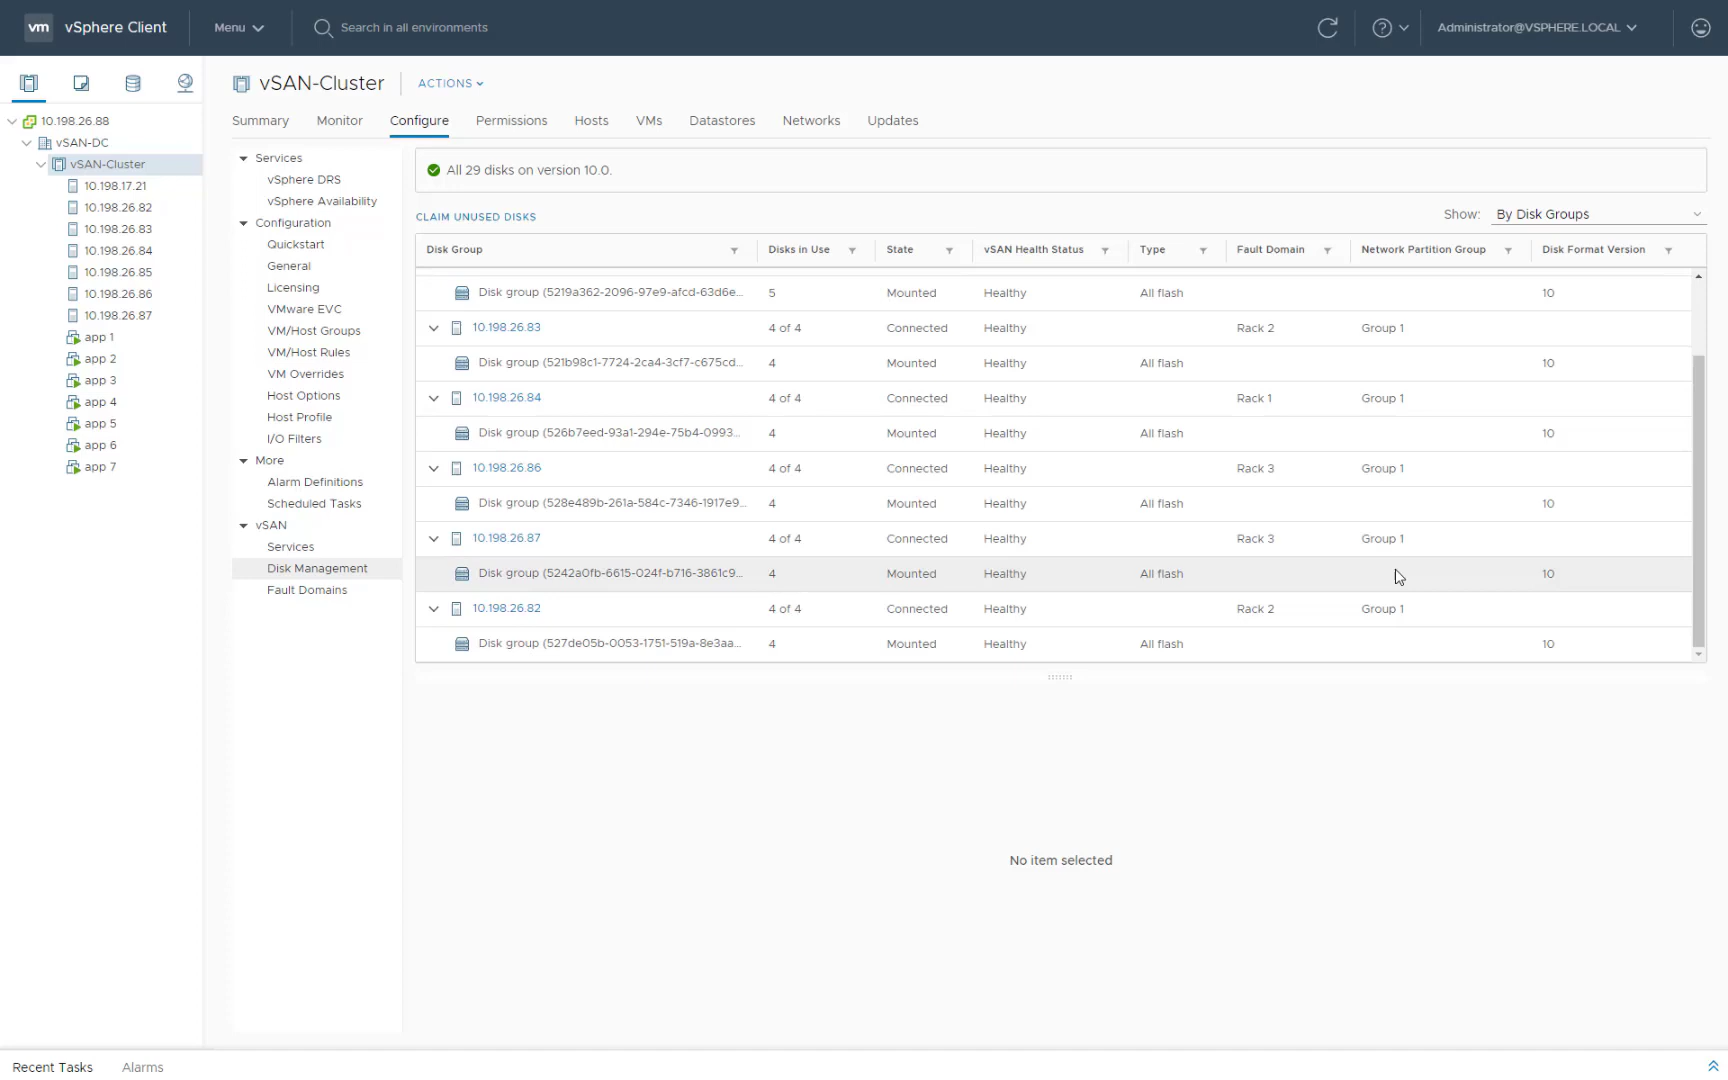 vm vSphere Client Menu Search in all environments Administrator@VSPHERE.LOCAL
10.198.26.88
vSAN-DC
vSAN-Cluster
10.198.17.21
10.198.26.82
10.198.26.83
10.198.26.84
10.198.26.85
10.198.26.86
10.198.26.87
app 1
app 2
app 3
app 4
app 5
app 6
app 7
vSAN-Cluster ACTIONS
Summary Monitor Configure Permissions Hosts VMs Datastores Networks Updates
Services
vSphere DRS
vSphere Availability
Configuration
Quickstart
General
Licensing
VMware EVC
VM/Host Groups
VM/Host Rules
VM Overrides
Host Options
Host Profile
I/O Filters
More
Alarm Definitions
Scheduled Tasks
vSAN
Services
Disk Management
Fault Domains
All 29 disks on version 10.0.
CLAIM UNUSED DISKS Show: By Disk Groups
Disk Group Disks in Use State vSAN Health Status Type Fault Domain Network Partition Group Disk Format Version
Disk group (5219a362-2096-97e9-afcd-63d6e... 5 Mounted Healthy All flash 10
10.198.26.83 4 of 4 Connected Healthy Rack 2 Group 1
Disk group (521b98c1-7724-2ca4-3cf7-c675cd... 4 Mounted Healthy All flash 10
10.198.26.84 4 of 4 Connected Healthy Rack 1 Group 1
Disk group (526b7eed-93a1-294e-75b4-0993... 4 Mounted Healthy All flash 10
10.198.26.86 4 of 4 Connected Healthy Rack 3 Group 1
Disk group (528e489b-261a-584c-7346-1917e9... 4 Mounted Healthy All flash 10
10.198.26.87 4 of 4 Connected Healthy Rack 3 Group 1
Disk group (5242a0fb-6615-024f-b716-3861c9... 4 Mounted Healthy All flash 10
10.198.26.82 4 of 4 Connected Healthy Rack 2 Group 1
Disk group (527de05b-0053-1751-519a-8e3aa... 4 Mounted Healthy All flash 10
No item selected
Recent Tasks Alarms